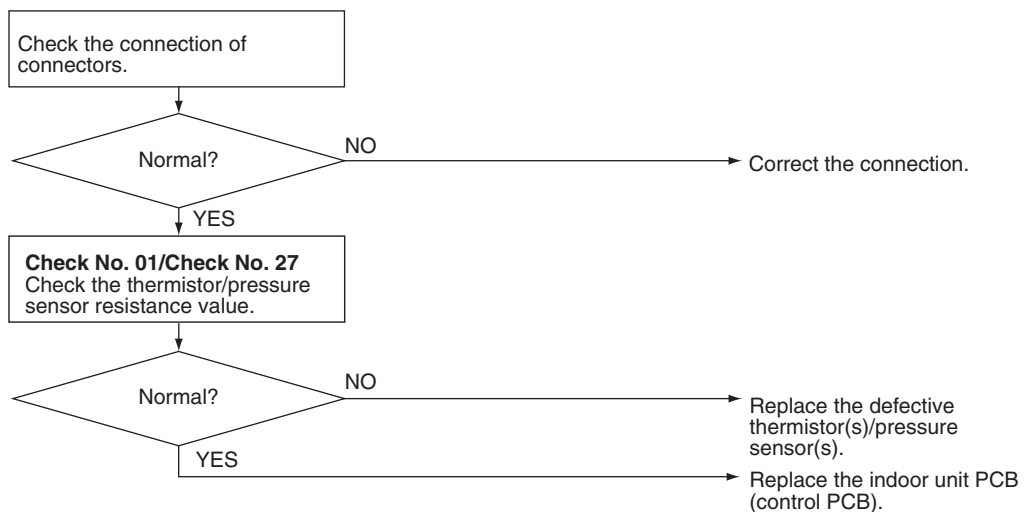 Check the connection of
connectors.
Normal?
NO
Correct the connection.
YES
Check No. 01/Check No. 27
Check the thermistor/pressure
sensor resistance value.
Normal?
NO
Replace the defective
thermistor(s)/pressure
sensor(s).
YES
Replace the indoor unit PCB
(control PCB).